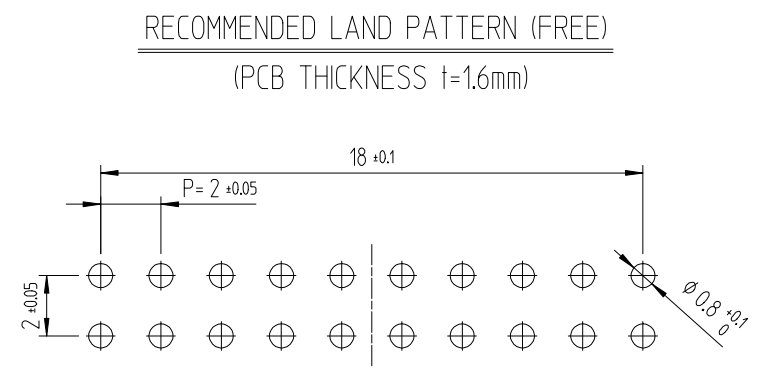 RECOMMENDED LAND PATTERN (FREE)
(PCB THICKNESS t=1.6mm)
18 ±0.1
P= 2 ±0.05
2 ±0.05
Ø 0.8 +0.1
0